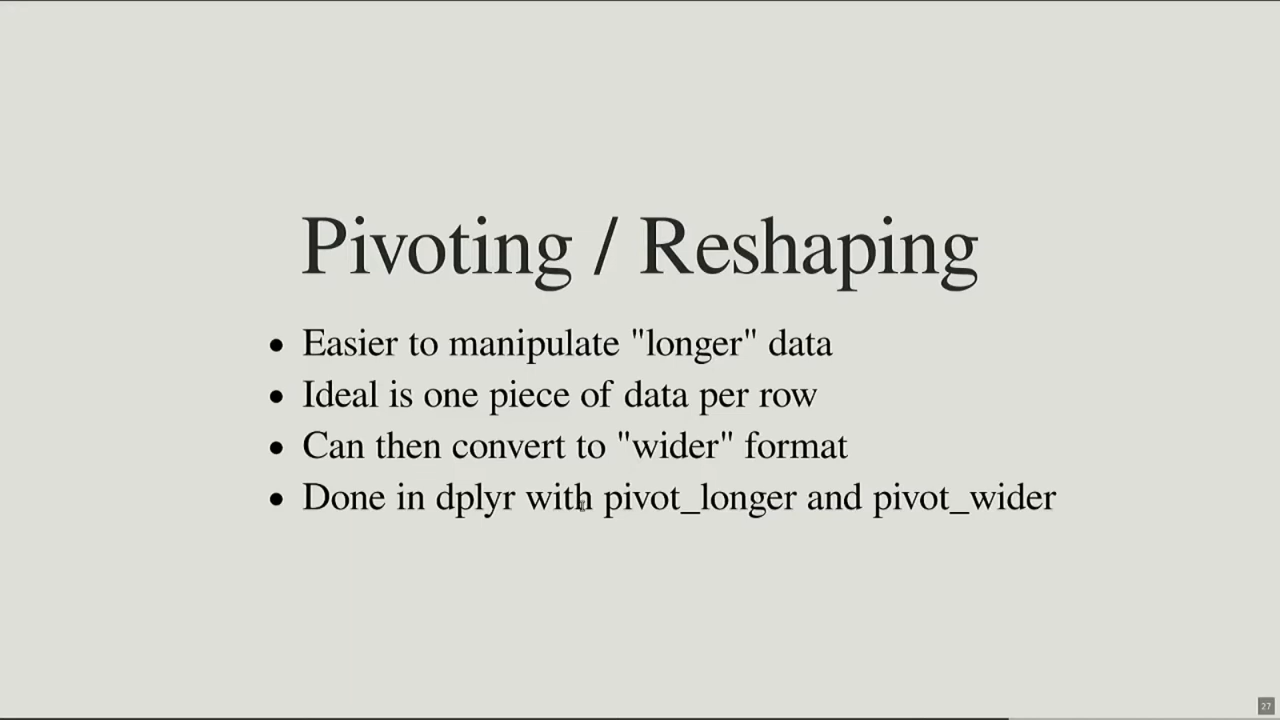 Pivoting / Reshaping
• Easier to manipulate "longer" data
• Ideal is one piece of data per row
• Can then convert to "wider" format
• Done in dplyr with pivot_longer and pivot_wider
27